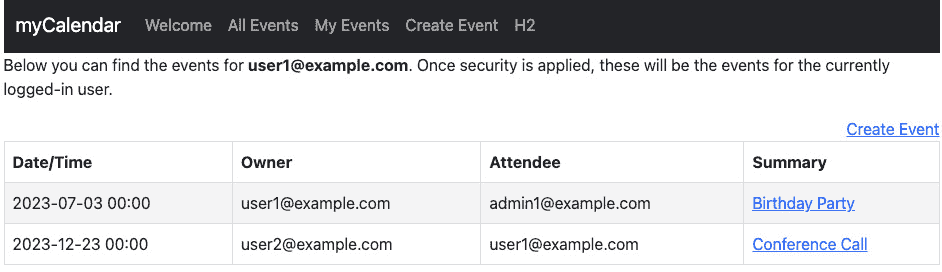 myCalendar Welcome All Events My Events Create Event H2
Below you can find the events for user1@example.com. Once security is applied, these will be the events for the currently
logged-in user.
Create Event
Date/Time Owner Attendee Summary
2023-07-03 00:00 user1@example.com admin1@example.com Birthday Party
2023-12-23 00:00 user2@example.com user1@example.com Conference Call